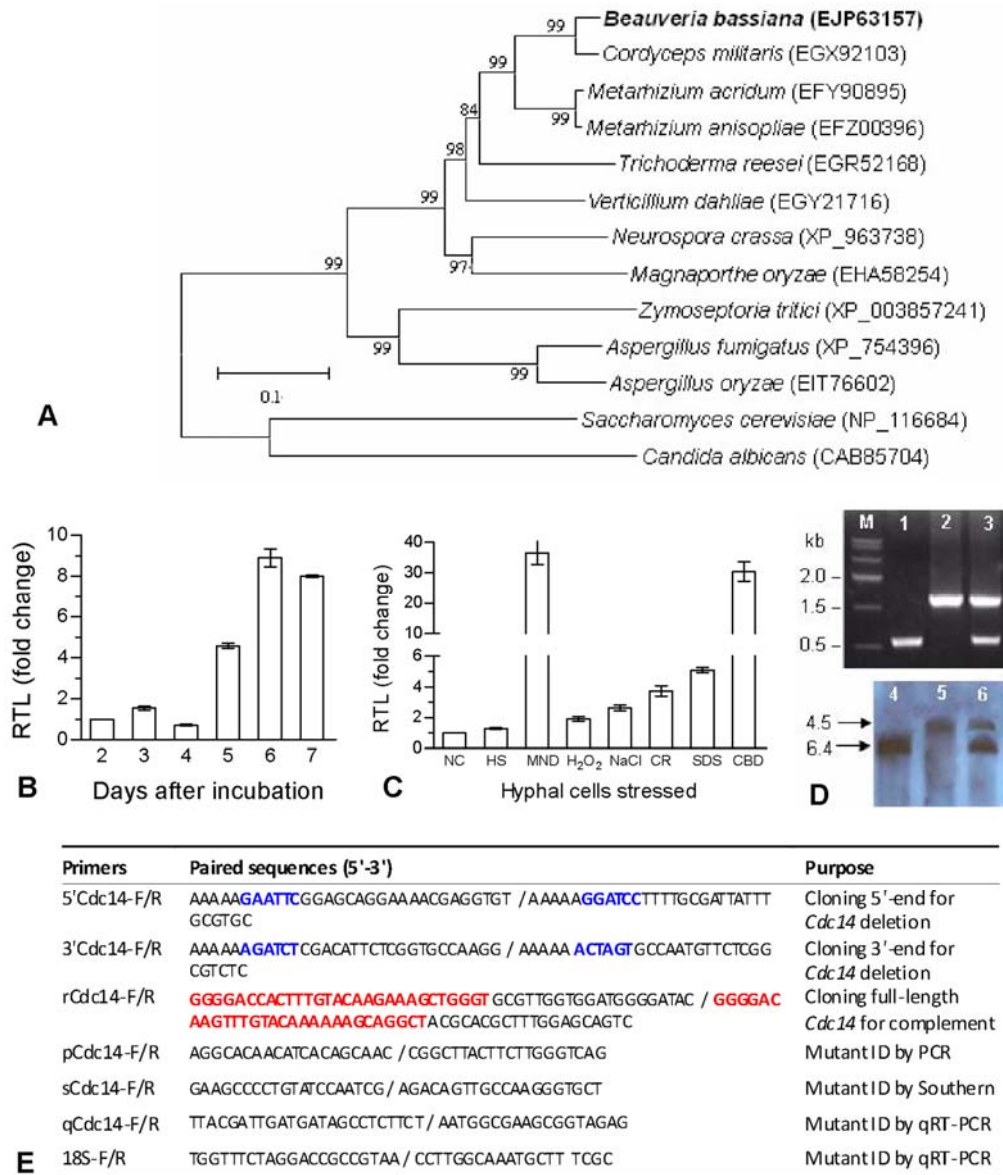 Beauveria bassiana (EJP63157)
Cordyceps militaris (EGX92103)
Metarhizium acridum (EFY90895)
Metarhizium anisopliae (EFZ00396)
Trichoderma reesei (EGR52168)
Verticillium dahliae (EGY21716)
Neurospora crassa (XP_963738)
Magnaporthe oryzae (EHA58254)
Zymoseptoria tritici (XP_003857241)
Aspergillus fumigatus (XP_754396)
Aspergillus oryzae (EIT76602)
Saccharomyces cerevisiae (NP_116684)
Candida albicans (CAB85704)
99
99
99
84
98
99
97
99
99
99
0.1
A
RTL (fold change)
10
8
6
4
2
0
2 3 4 5 6 7
B Days after incubation
RTL (fold change)
40
30
20
6
4
2
0
NC HS MND H₂O₂ NaCl CR SDS CBD
C Hyphal cells stressed
M 1 2 3
kb
2.0
1.5
0.5
4 5 6
4.5
6.4
D
Primers Paired sequences (5'-3') Purpose
5'Cdc14-F/R AAAAAGAATTCGGAGCAGGAAAACGAGGTGT /AAAAAGGATCCTTTTGCGATTATTT Cloning 5'-end for
GCGTGC Cdc14 deletion
3'Cdc14-F/R AAAAAAGATCTCGACATTCTCGGTGCCAAGG / AAAAA ACTAGTGCCAATGTTCTCGG Cloning 3'-end for
CGTCTC Cdc14 deletion
rCdc14-F/R GGGGACCACTTTGTACAAGAAAGCTGGGT GCGTTGGTGGATGGGGATAC / GGGGAC Cloning full-length
AAGTTTGTACAAAAAAGCAGGCTACGCACGCTTTGGAGCAGTC Cdc14 for complement
pCdc14-F/R AGGCACAACATCACAGCAAC /CGGCTTACTTCTTGGGTCAG Mutant ID by PCR
sCdc14-F/R GAAGCCCCTGTATCCAATCG/ AGACAGTTGCCAAGGGTGCT Mutant ID by Southern
qCdc14-F/R TTACGATTGATGATAGCCTCTTCT/ AATGGCGAAGCGGTAGAG Mutant ID by qRT-PCR
18S-F/R TGGTTTCTAGGACCGCCGTAA / CCTTGGCAAATGCTT TCGC Mutant ID by qRT-PCR
E